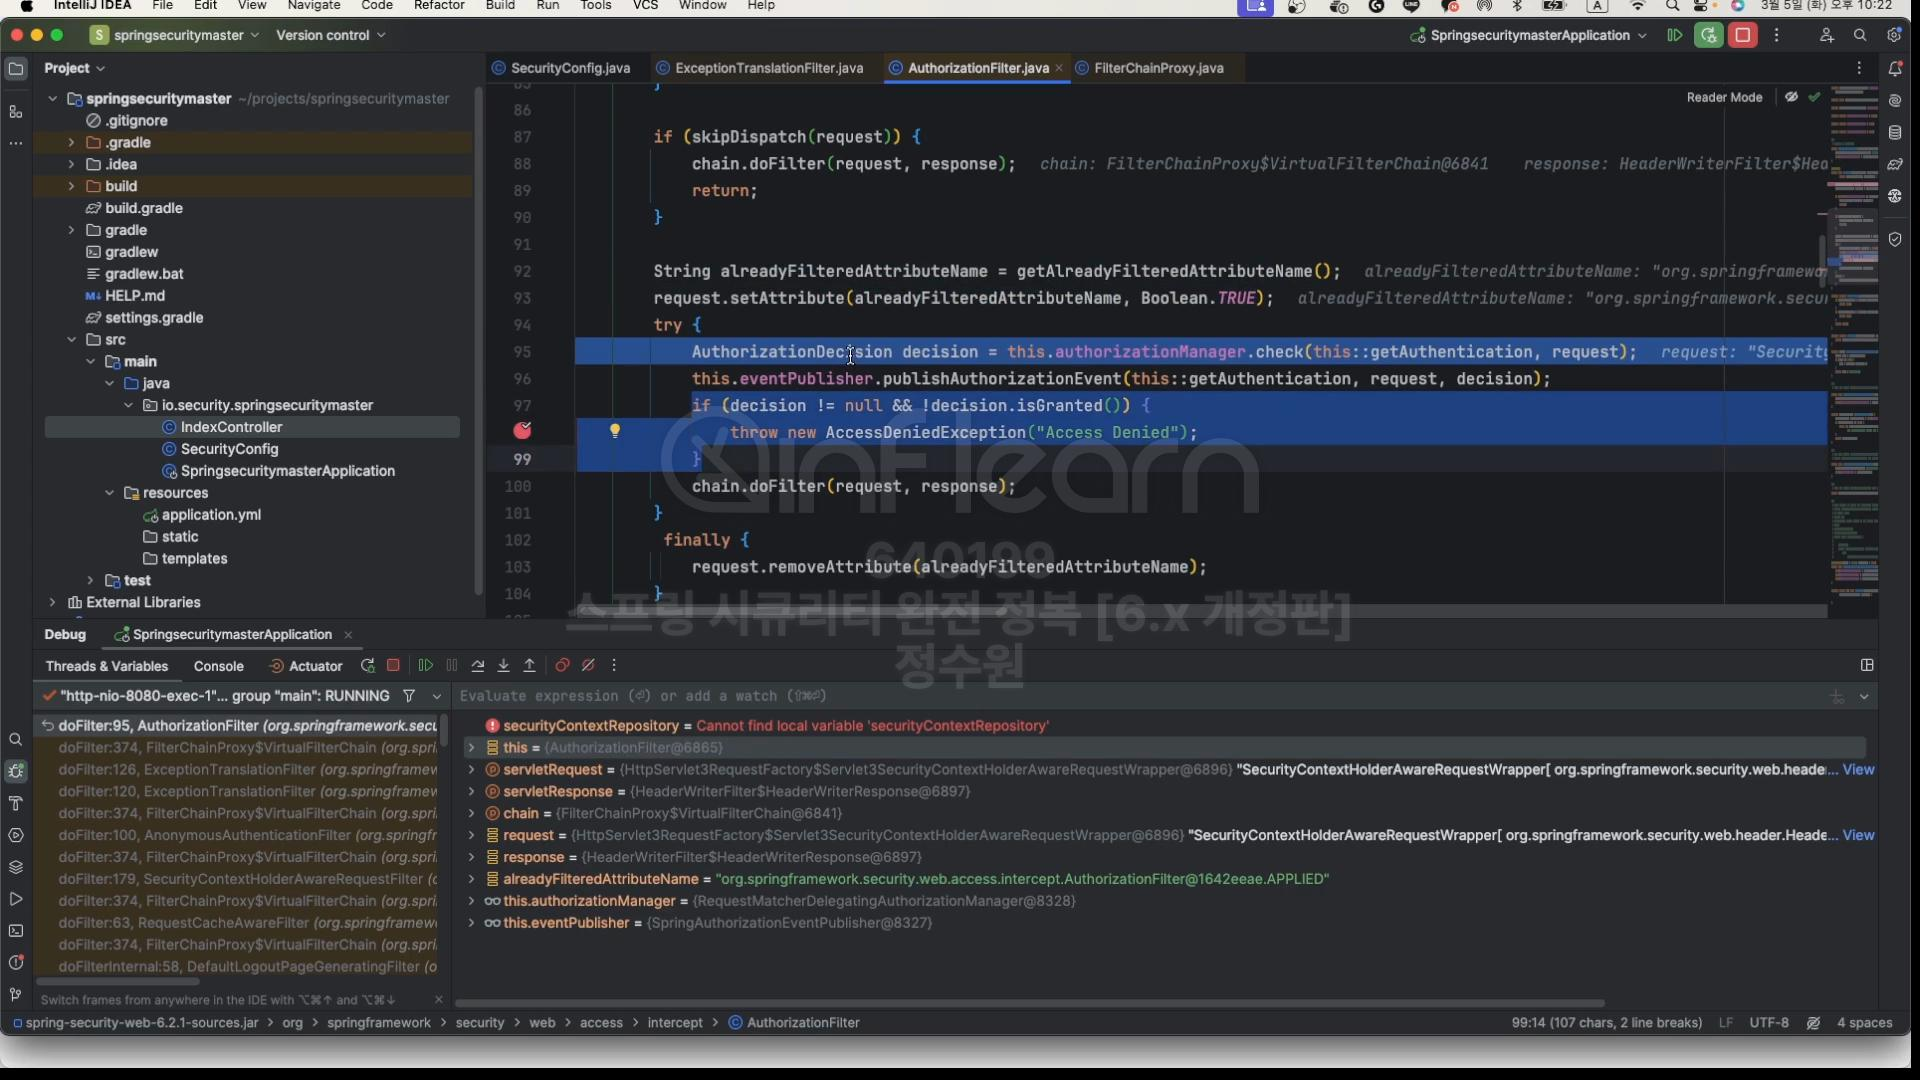 IntelliJ IDEA File Edit View Navigate Code Refactor Build Run Tools VCS Window Help A 3월 5일 (화) 오후 10:22
S springsecuritymaster Version control SpringsecuritymasterApplication
Project
springsecuritymaster ~/projects/springsecuritymaster
.gitignore
.gradle
.idea
build
build.gradle
gradle
gradlew
gradlew.bat
M↓ HELP.md
settings.gradle
src
main
java
io.security.springsecuritymaster
IndexController
SecurityConfig
SpringsecuritymasterApplication
resources
application.yml
static
templates
test
External Libraries
SecurityConfig.java ExceptionTranslationFilter.java AuthorizationFilter.java × FilterChainProxy.java
Reader Mode
85 }
86
87 if (skipDispatch(request)) {
88 chain.doFilter(request, response); chain: FilterChainProxy$VirtualFilterChain@6841 response: HeaderWriterFilter$Hea
89 return;
90 }
91
92 String alreadyFilteredAttributeName = getAlreadyFilteredAttributeName(); alreadyFilteredAttributeName: "org.springframewo
93 request.setAttribute(alreadyFilteredAttributeName, Boolean.TRUE); alreadyFilteredAttributeName: "org.springframework.secur
94 try {
95 AuthorizationDecision decision = this.authorizationManager.check(this::getAuthentication, request); request: "Security
96 this.eventPublisher.publishAuthorizationEvent(this::getAuthentication, request, decision);
97 if (decision != null && !decision.isGranted()) {
throw new AccessDeniedException("Access Denied");
99 }
100 chain.doFilter(request, response);
101 }
102 finally {
103 request.removeAttribute(alreadyFilteredAttributeName);
104 }
inflearn
640199
스프링 시큐리티 완전 정복 [6.x 개정판]
정수원
Debug SpringsecuritymasterApplication ×
Threads & Variables Console Actuator
"http-nio-8080-exec-1"... group "main": RUNNING
doFilter:95, AuthorizationFilter (org.springframework.secu
doFilter:374, FilterChainProxy$VirtualFilterChain (org.spri
doFilter:126, ExceptionTranslationFilter (org.springframew
doFilter:120, ExceptionTranslationFilter (org.springframew
doFilter:374, FilterChainProxy$VirtualFilterChain (org.spri
doFilter:100, AnonymousAuthenticationFilter (org.springfr
doFilter:374, FilterChainProxy$VirtualFilterChain (org.spri
doFilter:179, SecurityContextHolderAwareRequestFilter (o
doFilter:374, FilterChainProxy$VirtualFilterChain (org.spri
doFilter:63, RequestCacheAwareFilter (org.springframewo
doFilter:374, FilterChainProxy$VirtualFilterChain (org.spri
doFilterInternal:58, DefaultLogoutPageGeneratingFilter (o
Switch frames from anywhere in the IDE with ⌥⌘↑ and ⌥⌘↓ ×
Evaluate expression (⏎) or add a watch (⇧⌘⏎)
securityContextRepository = Cannot find local variable 'securityContextRepository'
this = {AuthorizationFilter@6865}
servletRequest = {HttpServlet3RequestFactory$Servlet3SecurityContextHolderAwareRequestWrapper@6896} "SecurityContextHolderAwareRequestWrapper[ org.springframework.security.web.heade... View
servletResponse = {HeaderWriterFilter$HeaderWriterResponse@6897}
chain = {FilterChainProxy$VirtualFilterChain@6841}
request = {HttpServlet3RequestFactory$Servlet3SecurityContextHolderAwareRequestWrapper@6896} "SecurityContextHolderAwareRequestWrapper[ org.springframework.security.web.header.Heade... View
response = {HeaderWriterFilter$HeaderWriterResponse@6897}
alreadyFilteredAttributeName = "org.springframework.security.web.access.intercept.AuthorizationFilter@1642eeae.APPLIED"
this.authorizationManager = {RequestMatcherDelegatingAuthorizationManager@8328}
this.eventPublisher = {SpringAuthorizationEventPublisher@8327}
spring-security-web-6.2.1-sources.jar > org > springframework > security > web > access > intercept > AuthorizationFilter 99:14 (107 chars, 2 line breaks) LF UTF-8 4 spaces